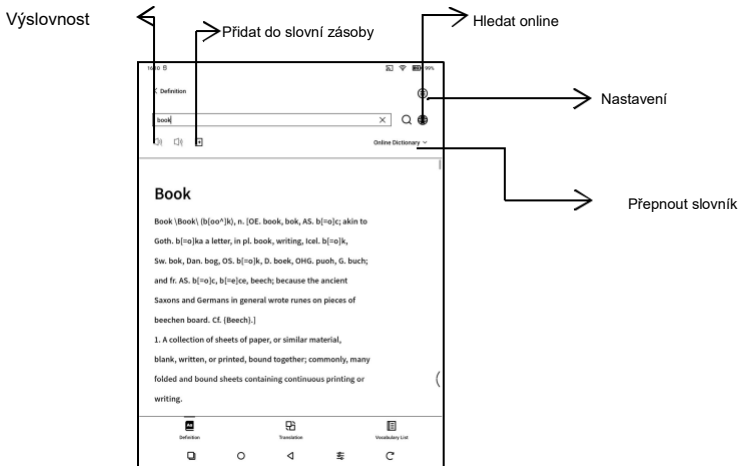 Výslovnost
Přidat do slovní zásoby
Hledat online
Nastavení
Přepnout slovník
99%
Definition
book
Online Dictionary
Book
Book \Book\ (b[oo^]k), n. [OE. book, bok, AS. b[=o]c; akin to
Goth. b[=o]ka a letter, in pl. book, writing, Icel. b[=o]k,
Sw. bok, Dan. bog, OS. b[=o]k, D. boek, OHG. puoh, G. buch;
and fr. AS. b[=o]c, b[=e]ce, beech; because the ancient
Saxons and Germans in general wrote runes on pieces of
beechen board. Cf. {Beech}.]
1. A collection of sheets of paper, or similar material,
blank, written, or printed, bound together; commonly, many
folded and bound sheets containing continuous printing or
writing.
Definition
Translation
Vocabulary List